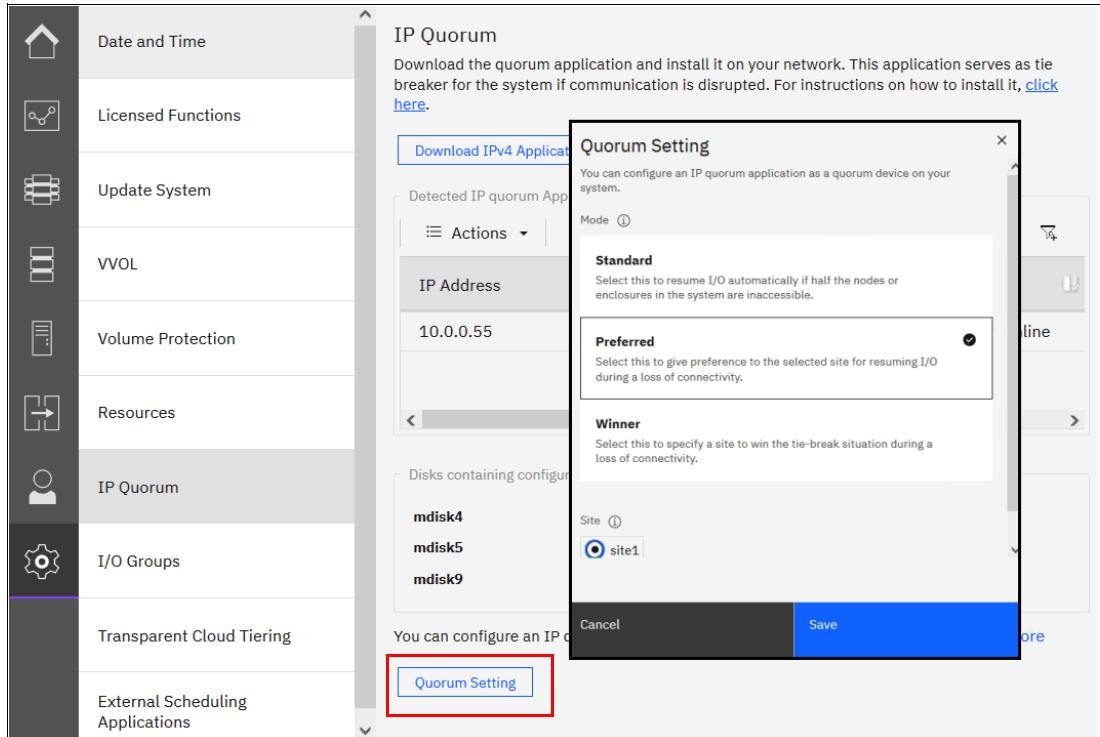 Date and Time
Licensed Functions
Update System
VVOL
Volume Protection
Resources
IP Quorum
I/O Groups
Transparent Cloud Tiering
External Scheduling
Applications
IP Quorum
Download the quorum application and install it on your network. This application serves as tie
breaker for the system if communication is disrupted. For instructions on how to install it, click
here.
Download IPv4 Applicat
Detected IP quorum App
Actions
IP Address
10.0.0.55
line
Disks containing configur
mdisk4
mdisk5
mdisk9
You can configure an IP
ore
Quorum Setting
Quorum Setting
You can configure an IP quorum application as a quorum device on your
system.
Mode
Standard
Select this to resume I/O automatically if half the nodes or
enclosures in the system are inaccessible.
Preferred
Select this to give preference to the selected site for resuming I/O
during a loss of connectivity.
Winner
Select this to specify a site to win the tie-break situation during a
loss of connectivity.
Site
site1
Cancel
Save